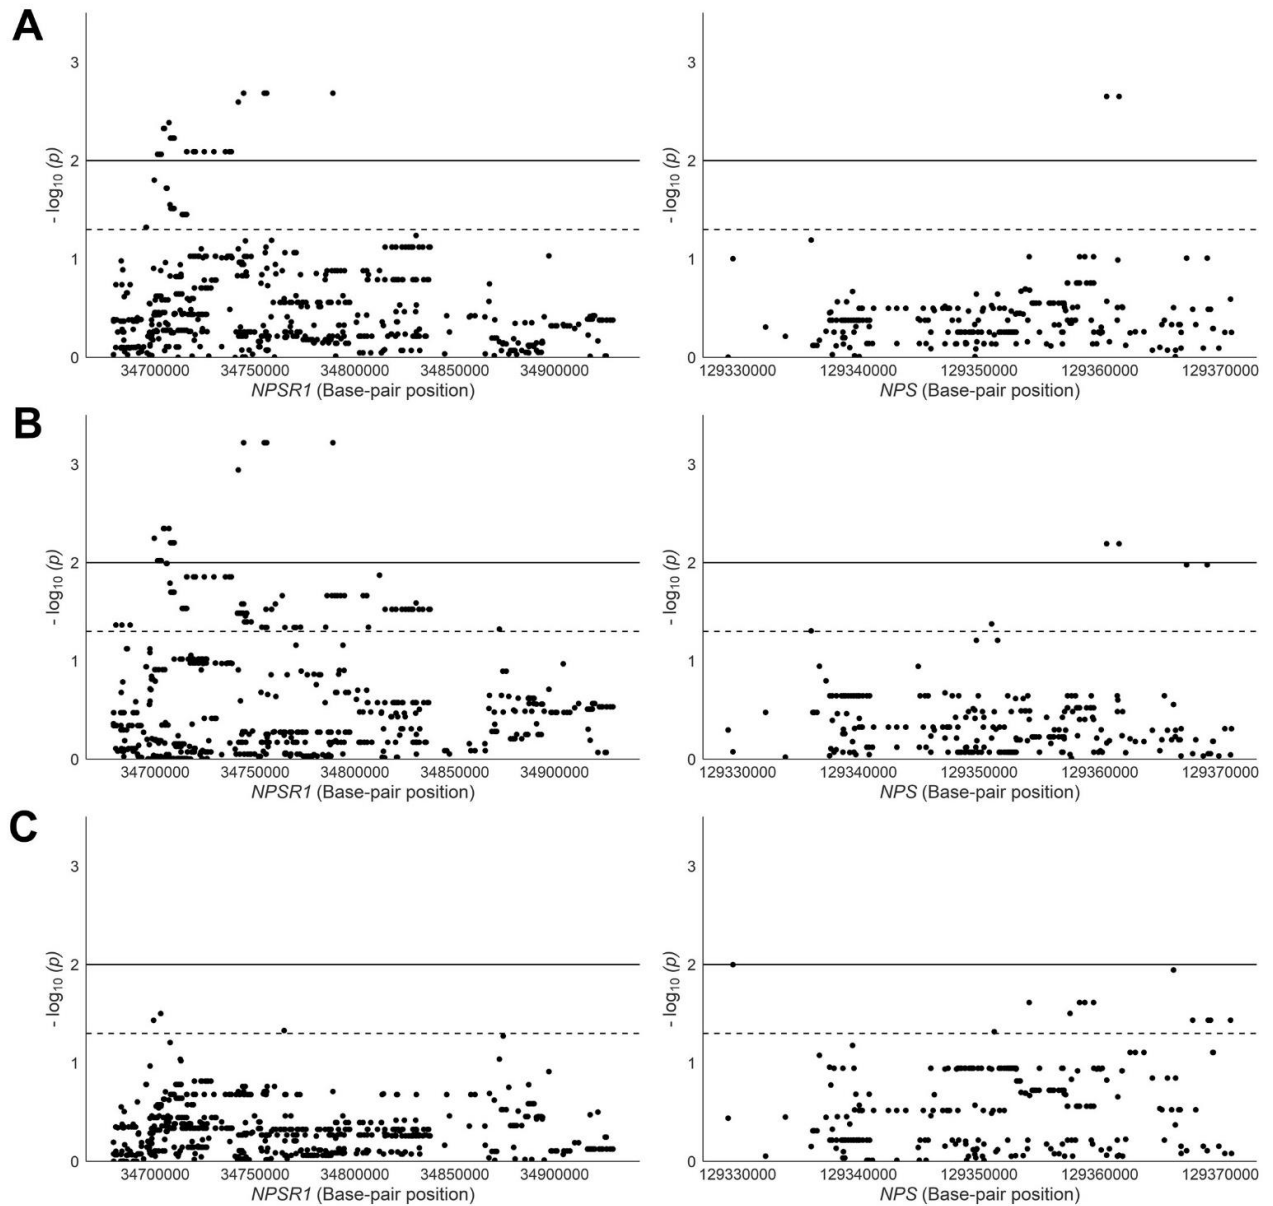 A
3
2
1
0
- log10 (p)
34700000 34750000 34800000 34850000 34900000
NPSR1 (Base-pair position)
3
2
1
0
- log10 (p)
129330000 129340000 129350000 129360000 129370000
NPS (Base-pair position)
B
3
2
1
0
- log10 (p)
34700000 34750000 34800000 34850000 34900000
NPSR1 (Base-pair position)
3
2
1
0
- log10 (p)
129330000 129340000 129350000 129360000 129370000
NPS (Base-pair position)
C
3
2
1
0
- log10 (p)
34700000 34750000 34800000 34850000 34900000
NPSR1 (Base-pair position)
3
2
1
0
- log10 (p)
129330000 129340000 129350000 129360000 129370000
NPS (Base-pair position)